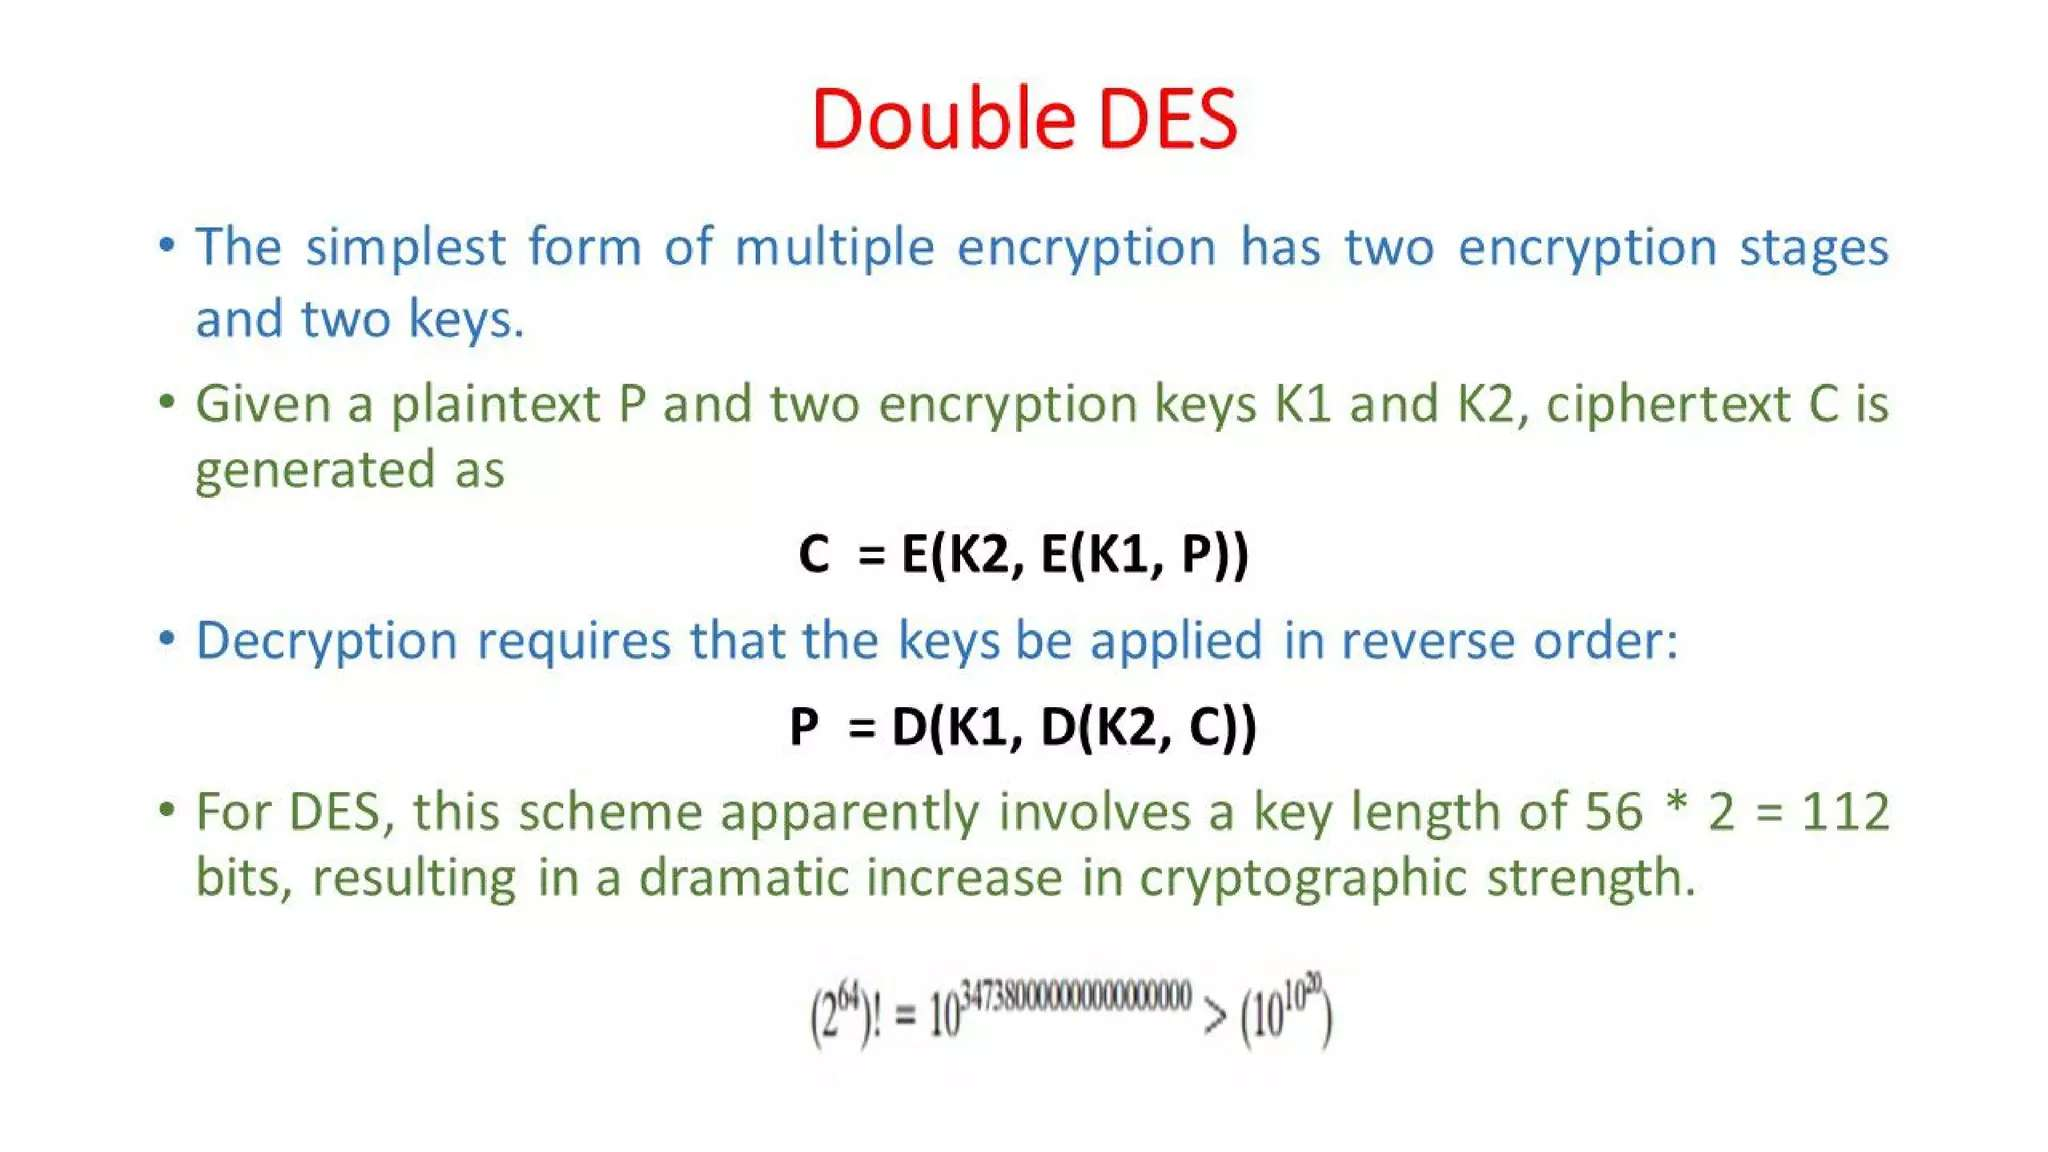 Double DES
• The simplest form of multiple encryption has two encryption stages
and two keys.
• Given a plaintext P and two encryption keys K1 and K2, ciphertext C is
generated as
C = E(K2, E(K1, P))
• Decryption requires that the keys be applied in reverse order:
P = D(K1, D(K2, C))
• For DES, this scheme apparently involves a key length of 56 * 2 = 112
bits, resulting in a dramatic increase in cryptographic strength.
(2^64)! = 10^347380000000000000000 > (10^10^20)